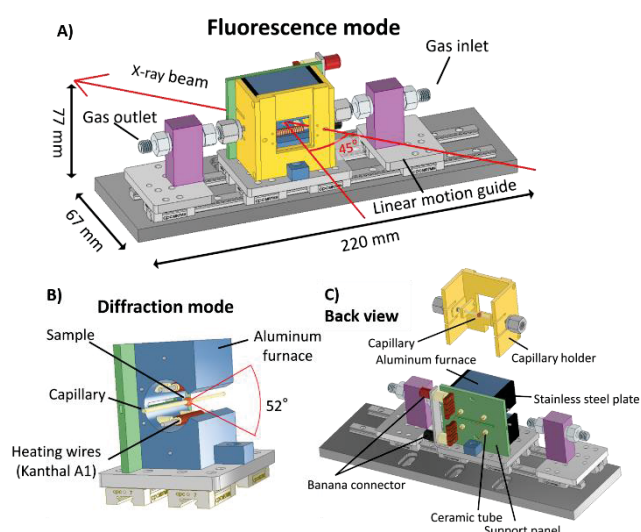 A)
Fluorescence mode
Gas inlet
X-ray beam
Gas outlet
77 mm
45°
Linear motion guide
67 mm
220 mm
B)
Diffraction mode
Sample
Aluminum
furnace
Capillary
52°
Heating wires
(Kanthal A1)
C)
Back view
Capillary
Aluminum furnace
Capillary holder
Stainless steel plate
Banana connector
Ceramic tube
Support panel